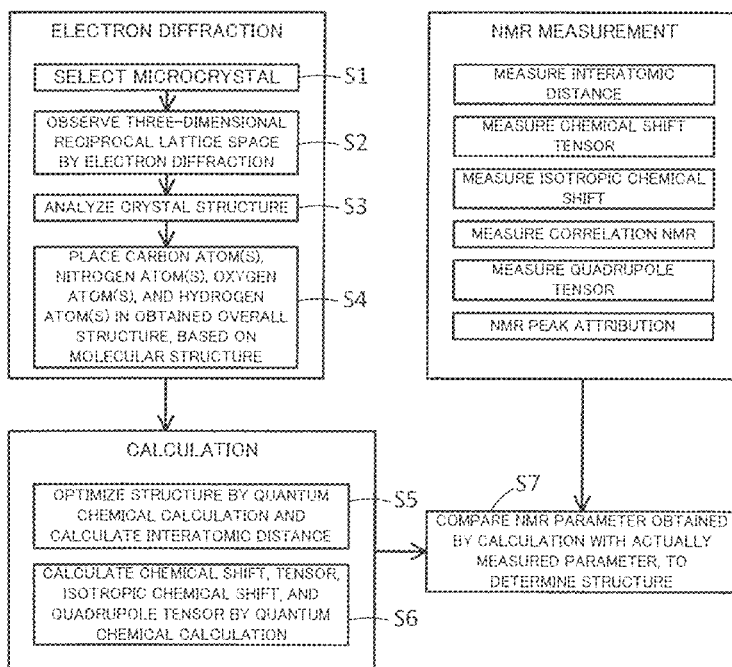 ELECTRON DIFFRACTION
SELECT MICROCRYSTAL
S1
OBSERVE THREE-DIMENSIONAL
RECIPROCAL LATTICE SPACE
BY ELECTRON DIFFRACTION
S2
ANALYZE CRYSTAL STRUCTURE
S3
PLACE CARBON ATOM(S),
NITROGEN ATOM(S), OXYGEN
ATOM(S), AND HYDROGEN
ATOM(S) IN OBTAINED OVERALL
STRUCTURE, BASED ON
MOLECULAR STRUCTURE
S4
NMR MEASUREMENT
MEASURE INTERATOMIC
DISTANCE
MEASURE CHEMICAL SHIFT
TENSOR
MEASURE ISOTROPIC CHEMICAL
SHIFT
MEASURE CORRELATION NMR
MEASURE QUADRUPOLE
TENSOR
NMR PEAK ATTRIBUTION
CALCULATION
OPTIMIZE STRUCTURE BY QUANTUM
CHEMICAL CALCULATION AND
CALCULATE INTERATOMIC DISTANCE
S5
CALCULATE CHEMICAL SHIFT, TENSOR,
ISOTROPIC CHEMICAL SHIFT, AND
QUADRUPOLE TENSOR BY QUANTUM
CHEMICAL CALCULATION
S6
S7
COMPARE NMR PARAMETER OBTAINED
BY CALCULATION WITH ACTUALLY
MEASURED PARAMETER, TO
DETERMINE STRUCTURE